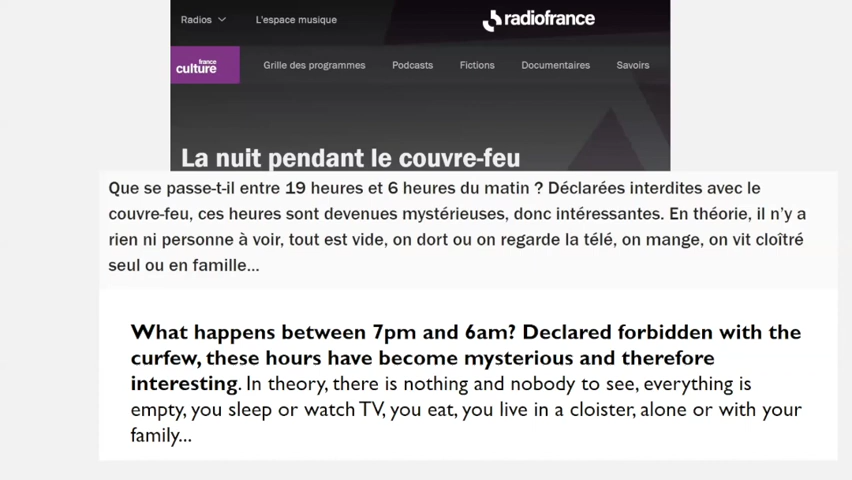 Radios L'espace musique radiofrance
france
culture Grille des programmes Podcasts Fictions Documentaires Savoirs
La nuit pendant le couvre-feu
Que se passe-t-il entre 19 heures et 6 heures du matin ? Déclarées interdites avec le
couvre-feu, ces heures sont devenues mystérieuses, donc intéressantes. En théorie, il n'y a
rien ni personne à voir, tout est vide, on dort ou on regarde la télé, on mange, on vit cloîtré
seul ou en famille...
What happens between 7pm and 6am? Declared forbidden with the
curfew, these hours have become mysterious and therefore
interesting. In theory, there is nothing and nobody to see, everything is
empty, you sleep or watch TV, you eat, you live in a cloister, alone or with your
family...